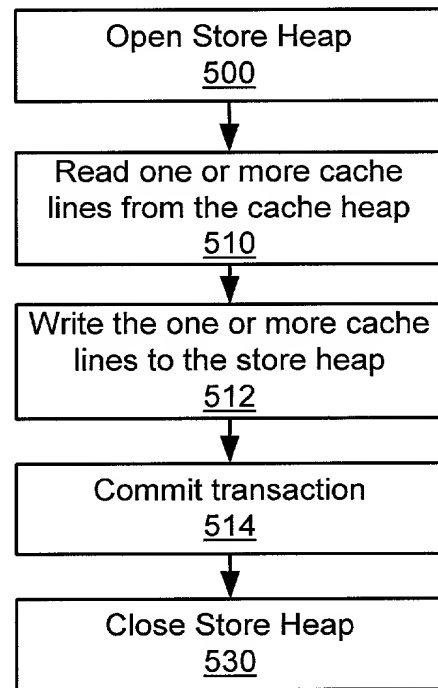 Open Store Heap
500
Read one or more cache
lines from the cache heap
510
Write the one or more cache
lines to the store heap
512
Commit transaction
514
Close Store Heap
530